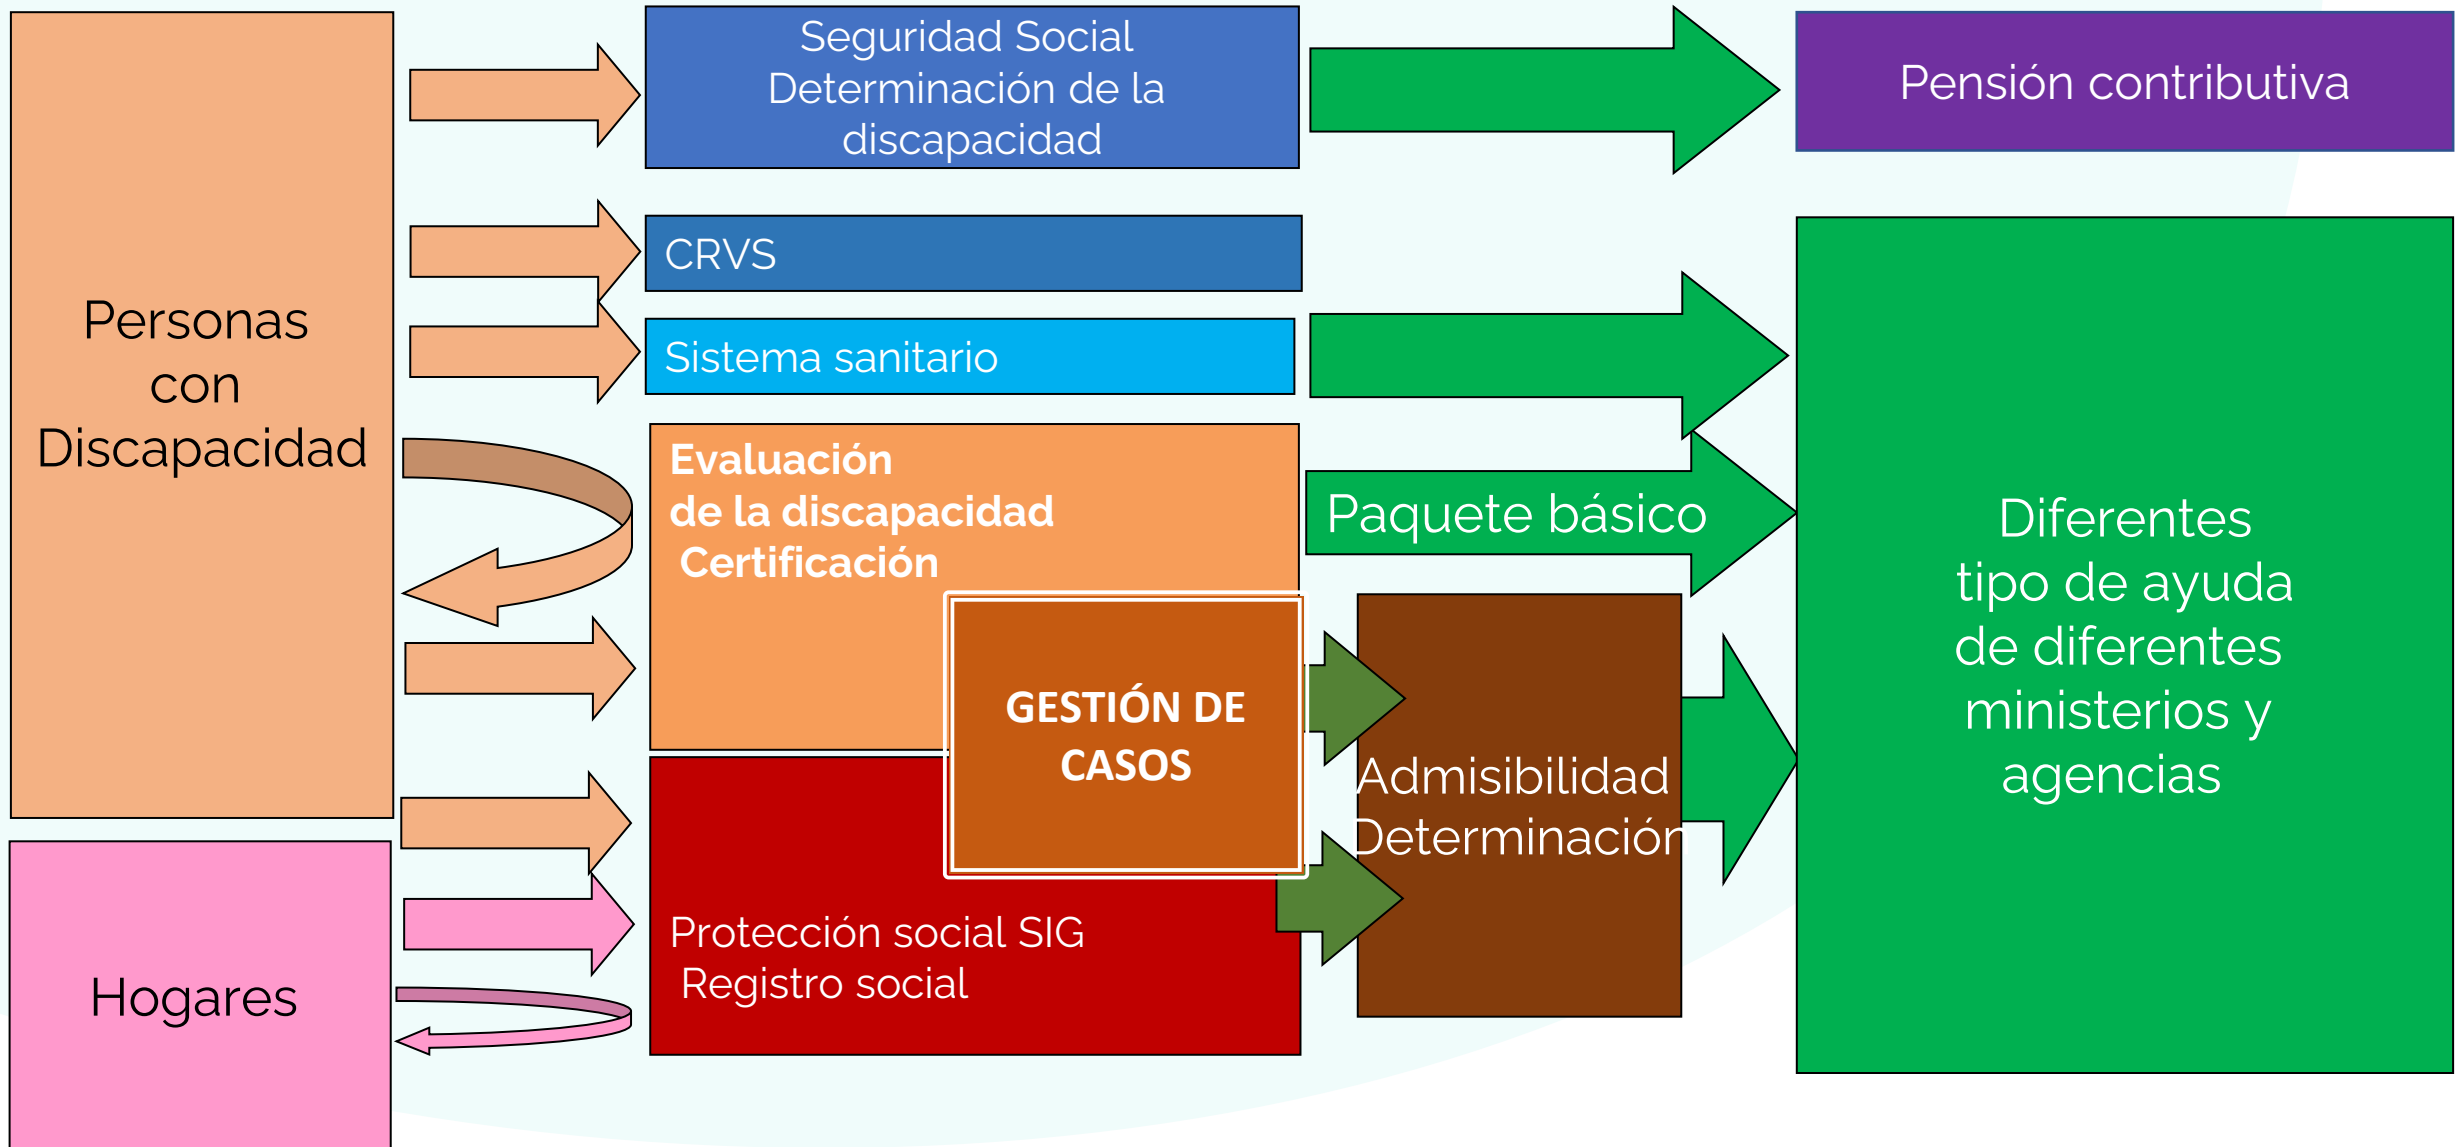 Personas
con
Discapacidad
Hogares
Seguridad Social
Determinación de la
discapacidad
CRVS
Sistema sanitario
Evaluación
de la discapacidad
Certificación
GESTIÓN DE
CASOS
Protección social SIG
Registro social
Paquete básico
Admisibilidad
Determinación
Pensión contributiva
Diferentes
tipo de ayuda
de diferentes
ministerios y
agencias